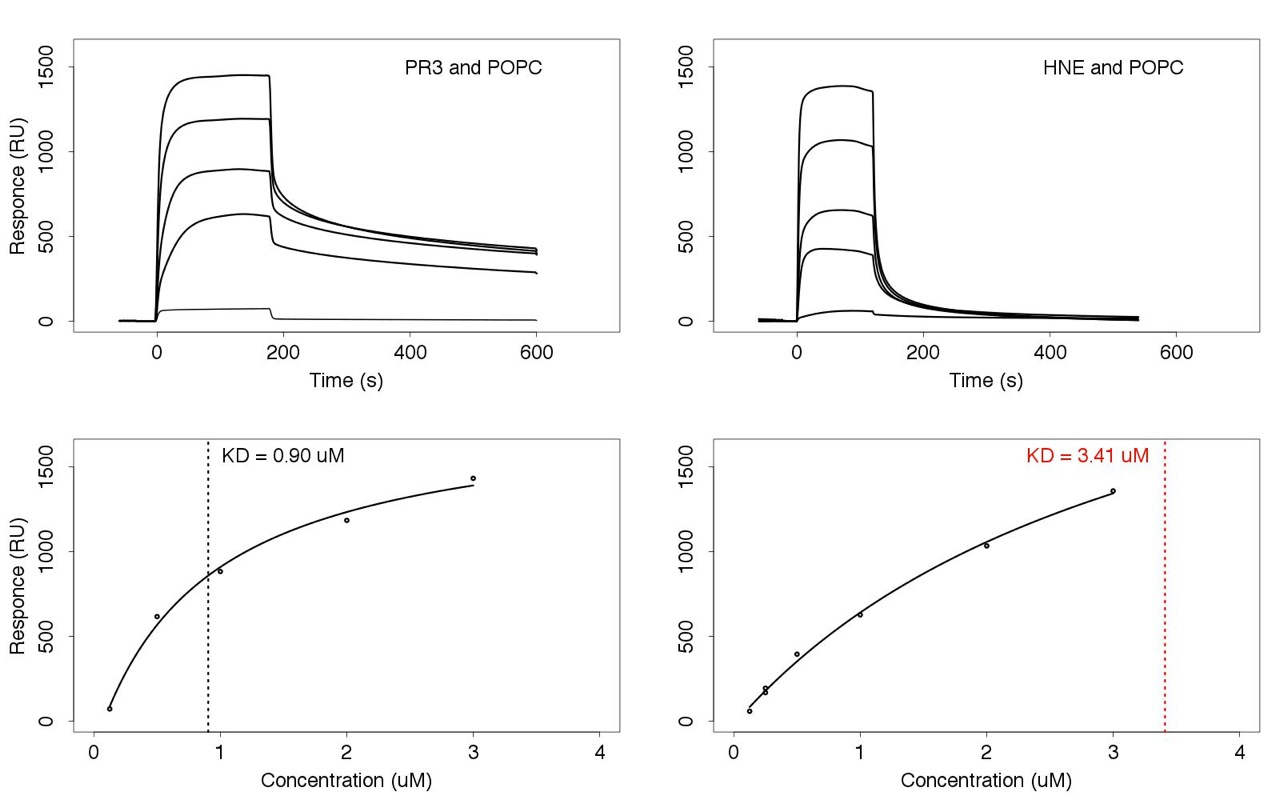 PR3 and POPC
Responce (RU)
0
500
1000
1500
0 200 400 600
Time (s)
HNE and POPC
0
500
1000
1500
0 200 400 600
Time (s)
KD = 0.90 uM
Responce (RU)
0
500
1000
1500
0 1 2 3 4
Concentration (uM)
KD = 3.41 uM
0
500
1000
1500
0 1 2 3 4
Concentration (uM)